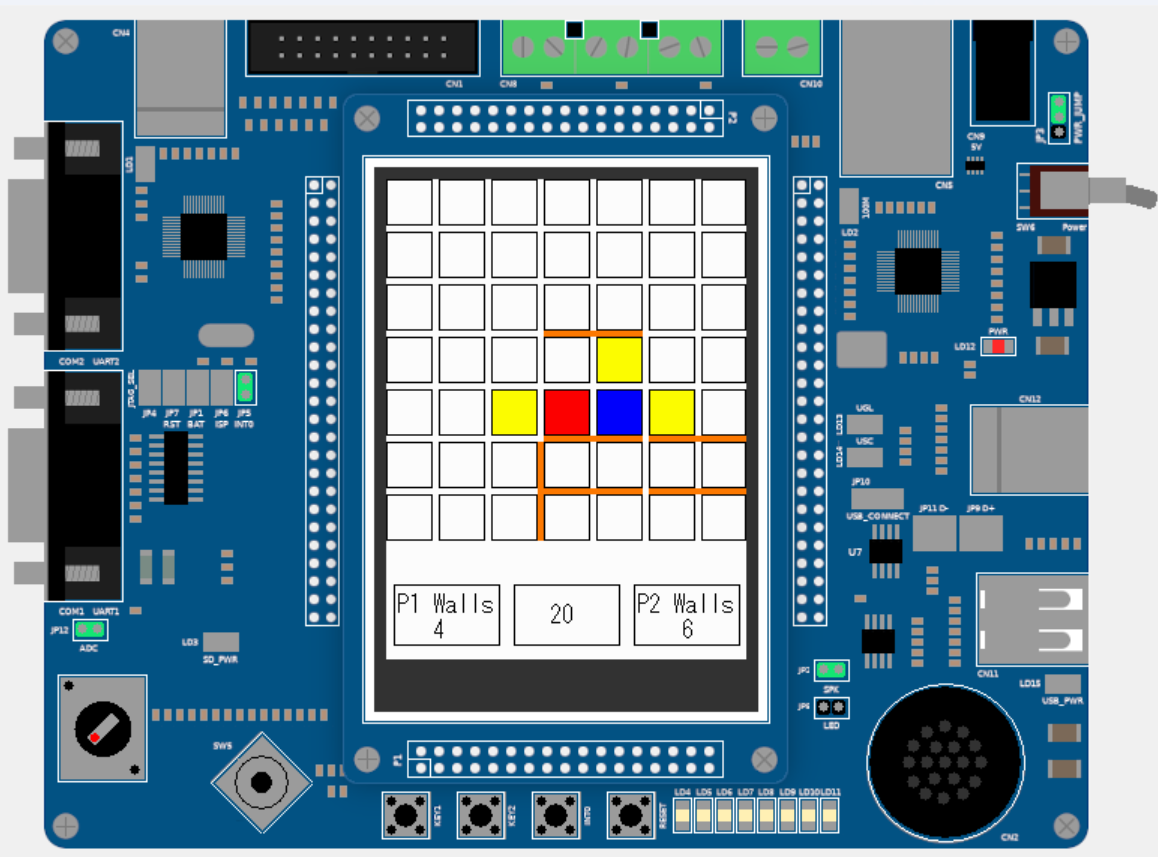 CN4
CN1
CN8
CN10
P2
JP3
PWR_JUMP
CN9
5V
LD1
CN5
100M
LD2
SW6
Power
PWR
LD12
COM2 UART2
JTAG_SEL
JP4 JP7 JP1 JP6 JP5
RST BAT ISP INT0
UGL
LD13
USC
LD14
CN12
JP10
USB_CONNECT
JP11 D- JP9 D+
U7
P1 Walls
4
20
P2 Walls
6
COM1 UART1
JP12
ADC
LD3
SD_PWR
JP2
SPK
LED
CN11
LD15
USB_PWR
SW5
P1
KEY1
KEY2
INT0
RESET
LD4 LD5 LD6 LD7 LD8 LD9 LD10 LD11
CN2